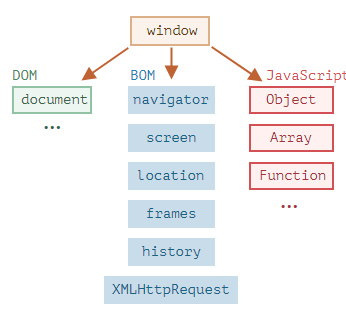 window
DOM
BOM
JavaScript
document
navigator
Object
...
screen
Array
location
Function
frames
...
history
XMLHttpRequest